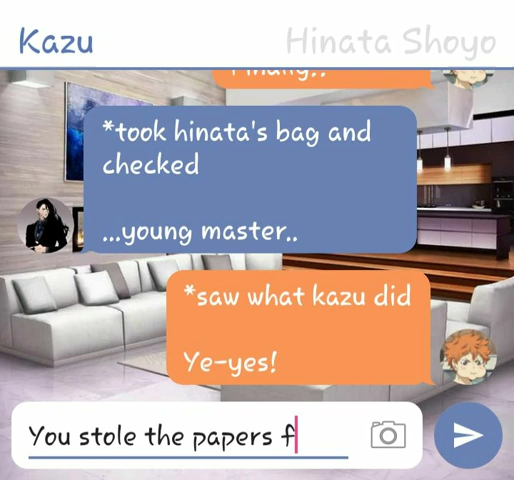 Kazu
Hinata Shoyo
Finally..
*took hinata's bag and
checked
...young master..
*saw what kazu did
Ye-yes!
You stole the papers f